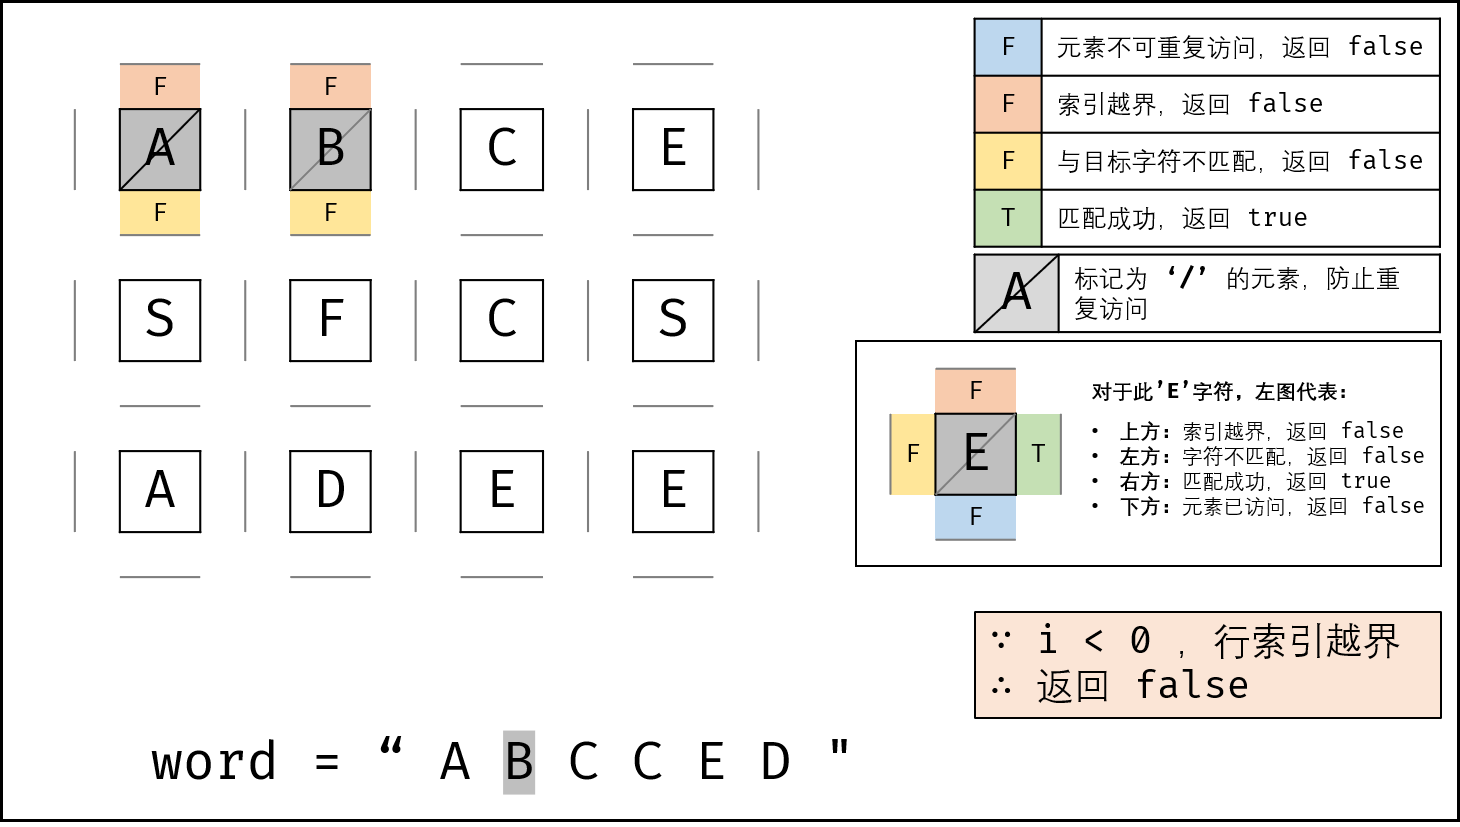 F F
A B C E
F F
S F C S
A D E E
word = “ A B C C E D "
F 元素不可重复访问，返回 false
F 索引越界，返回 false
F 与目标字符不匹配，返回 false
T 匹配成功，返回 true
A 标记为 ‘/’ 的元素，防止重
复访问
F
F E T
F
对于此’E’字符，左图代表：
• 上方：索引越界，返回 false
• 左方：字符不匹配，返回 false
• 右方：匹配成功，返回 true
• 下方：元素已访问，返回 false
∵ i < 0 ，行索引越界
∴ 返回 false